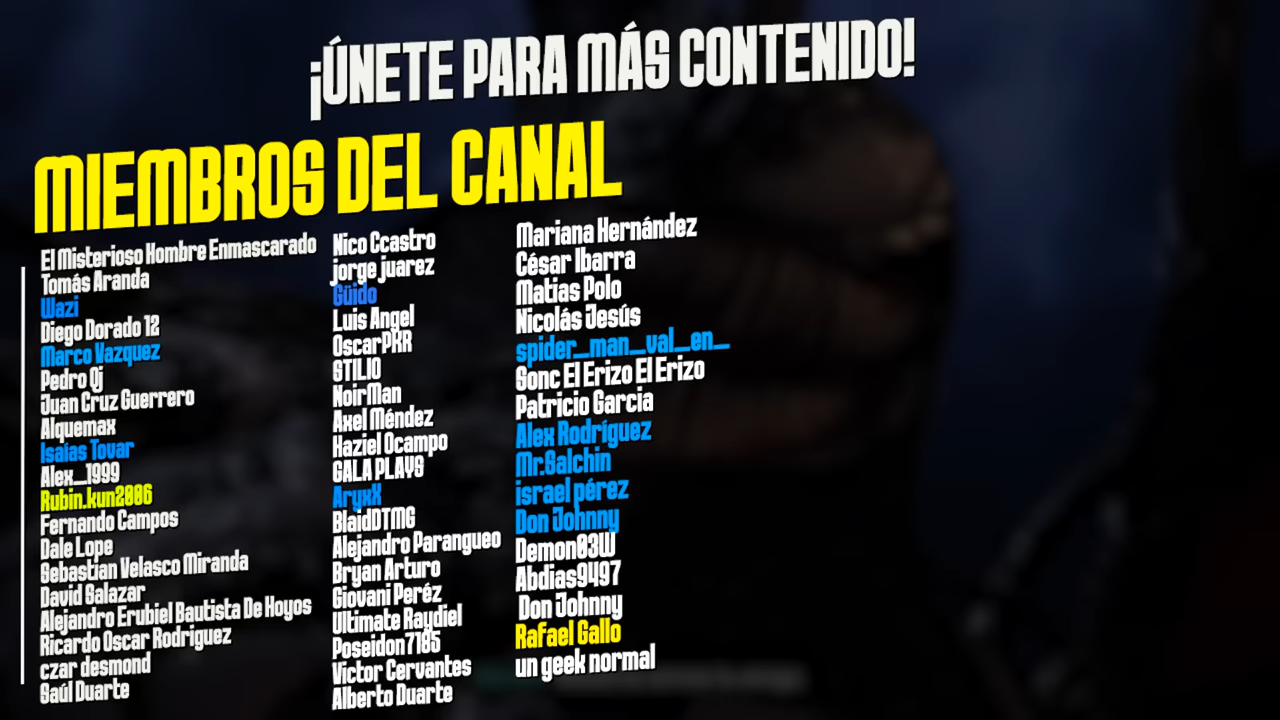 ¡ÚNETE PARA MÁS CONTENIDO!
MIEMBROS DEL CANAL
El Misterioso Hombre Enmascarado
Tomás Aranda
Wazi
Diego Dorado 12
Marco Vazquez
Pedro Qj
Juan Cruz Guerrero
Alquemax
Isaías Tovar
Alex_1999
Rubin.kun2006
Fernando Campos
Dale Lope
Sebastian Velasco Miranda
David Salazar
Alejandro Erubiel Bautista De Hoyos
Ricardo Oscar Rodriguez
czar desmond
Saúl Duarte
Nico Ccastro
jorge juarez
Güido
Luis Angel
OscarPKR
STILIO
NoirMan
Axel Méndez
Haziel Ocampo
GALA PLAYS
AryxX
BlaidDTMG
Alejandro Parangueo
Bryan Arturo
Giovani Peréz
Ultimate Raydiel
Poseidon7185
Victor Cervantes
Alberto Duarte
Mariana Hernández
César Ibarra
Matias Polo
Nicolás Jesús
spider_man_val_en_
Sonc El Erizo El Erizo
Patricio Garcia
Alex Rodríguez
Mr.Galchin
israel pérez
Don Johnny
Demon03W
Abdias9497
Don Johnny
Rafael Gallo
un geek normal